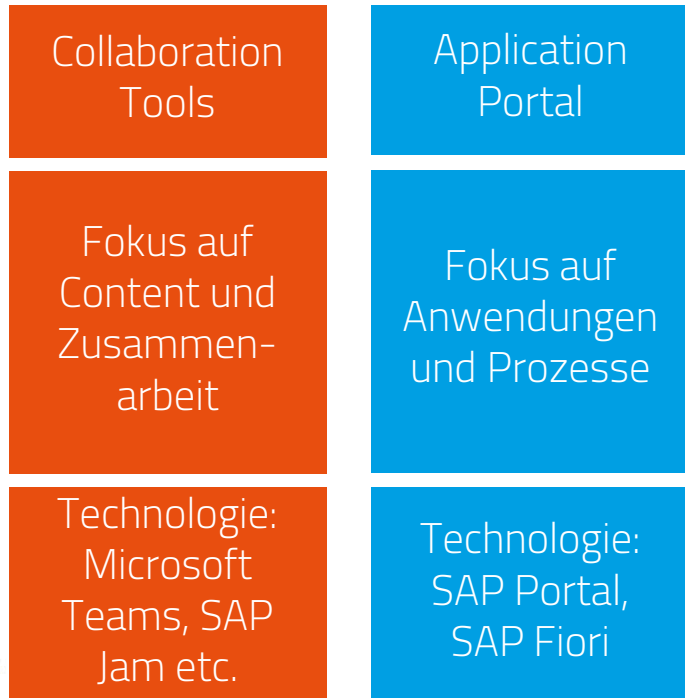 Collaboration
Tools
Fokus auf
Content und
Zusammen-
arbeit
Technologie:
Microsoft
Teams, SAP
Jam etc.
Application
Portal
Fokus auf
Anwendungen
und Prozesse
Technologie:
SAP Portal,
SAP Fiori